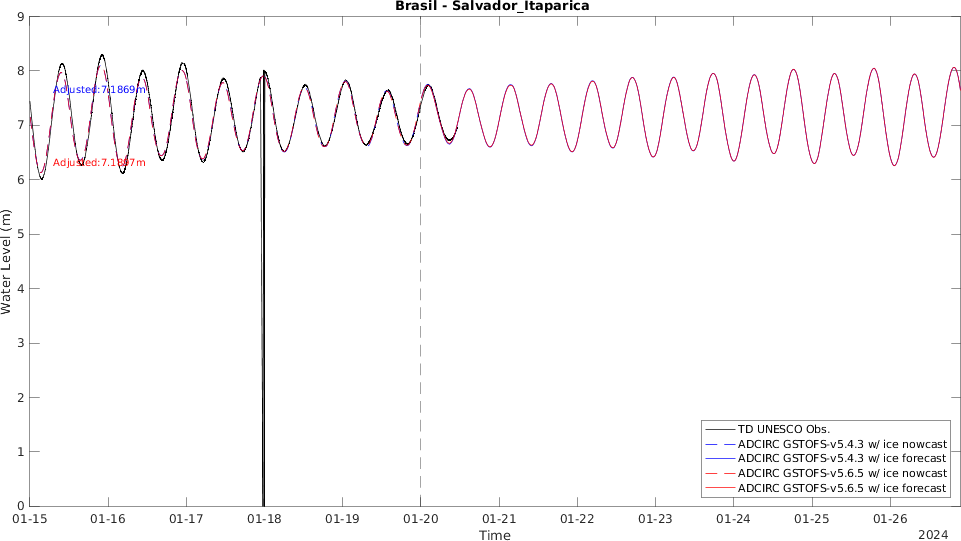 Brasil - Salvador_Itaparica
9
8
7
6
5
4
3
2
1
0
Water Level (m)
Adjusted:7.1869m
Adjusted:7.1897m
TD UNESCO Obs.
ADCIRC GSTOFS-v5.4.3 w/ ice nowcast
ADCIRC GSTOFS-v5.4.3 w/ ice forecast
ADCIRC GSTOFS-v5.6.5 w/ ice nowcast
ADCIRC GSTOFS-v5.6.5 w/ ice forecast
01-15 01-16 01-17 01-18 01-19 01-20 01-21 01-22 01-23 01-24 01-25 01-26
Time
2024